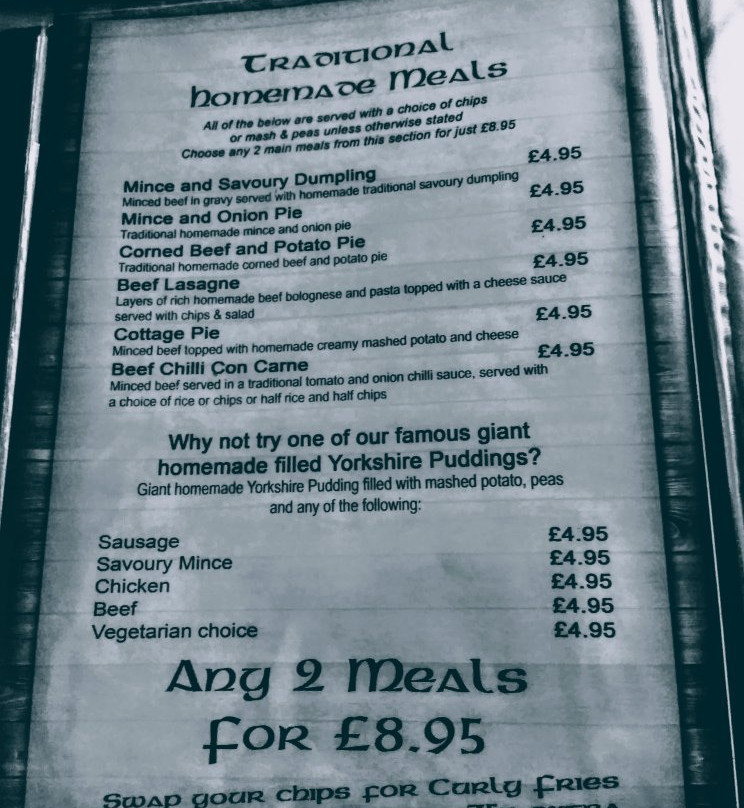 Traditional
homemade Meals
All of the below are served with a choice of chips
or mash & peas unless otherwise stated
Choose any 2 main meals from this section for just £8.95
Mince and Savoury Dumpling £4.95
Minced beef in gravy served with homemade traditional savoury dumpling
Mince and Onion Pie £4.95
Traditional homemade mince and onion pie
Corned Beef and Potato Pie £4.95
Traditional homemade corned beef and potato pie
Beef Lasagne £4.95
Layers of rich homemade beef bolognese and pasta topped with a cheese sauce
served with chips & salad
Cottage Pie £4.95
Minced beef topped with homemade creamy mashed potato and cheese
Beef Chilli Con Carne £4.95
Minced beef served in a traditional tomato and onion chilli sauce, served with
a choice of rice or chips or half rice and half chips
Why not try one of our famous giant
homemade filled Yorkshire Puddings?
Giant homemade Yorkshire Pudding filled with mashed potato, peas
and any of the following:
Sausage £4.95
Savoury Mince £4.95
Chicken £4.95
Beef £4.95
Vegetarian choice £4.95
Any 2 Meals
for £8.95
Swap your chips for Curly Fries